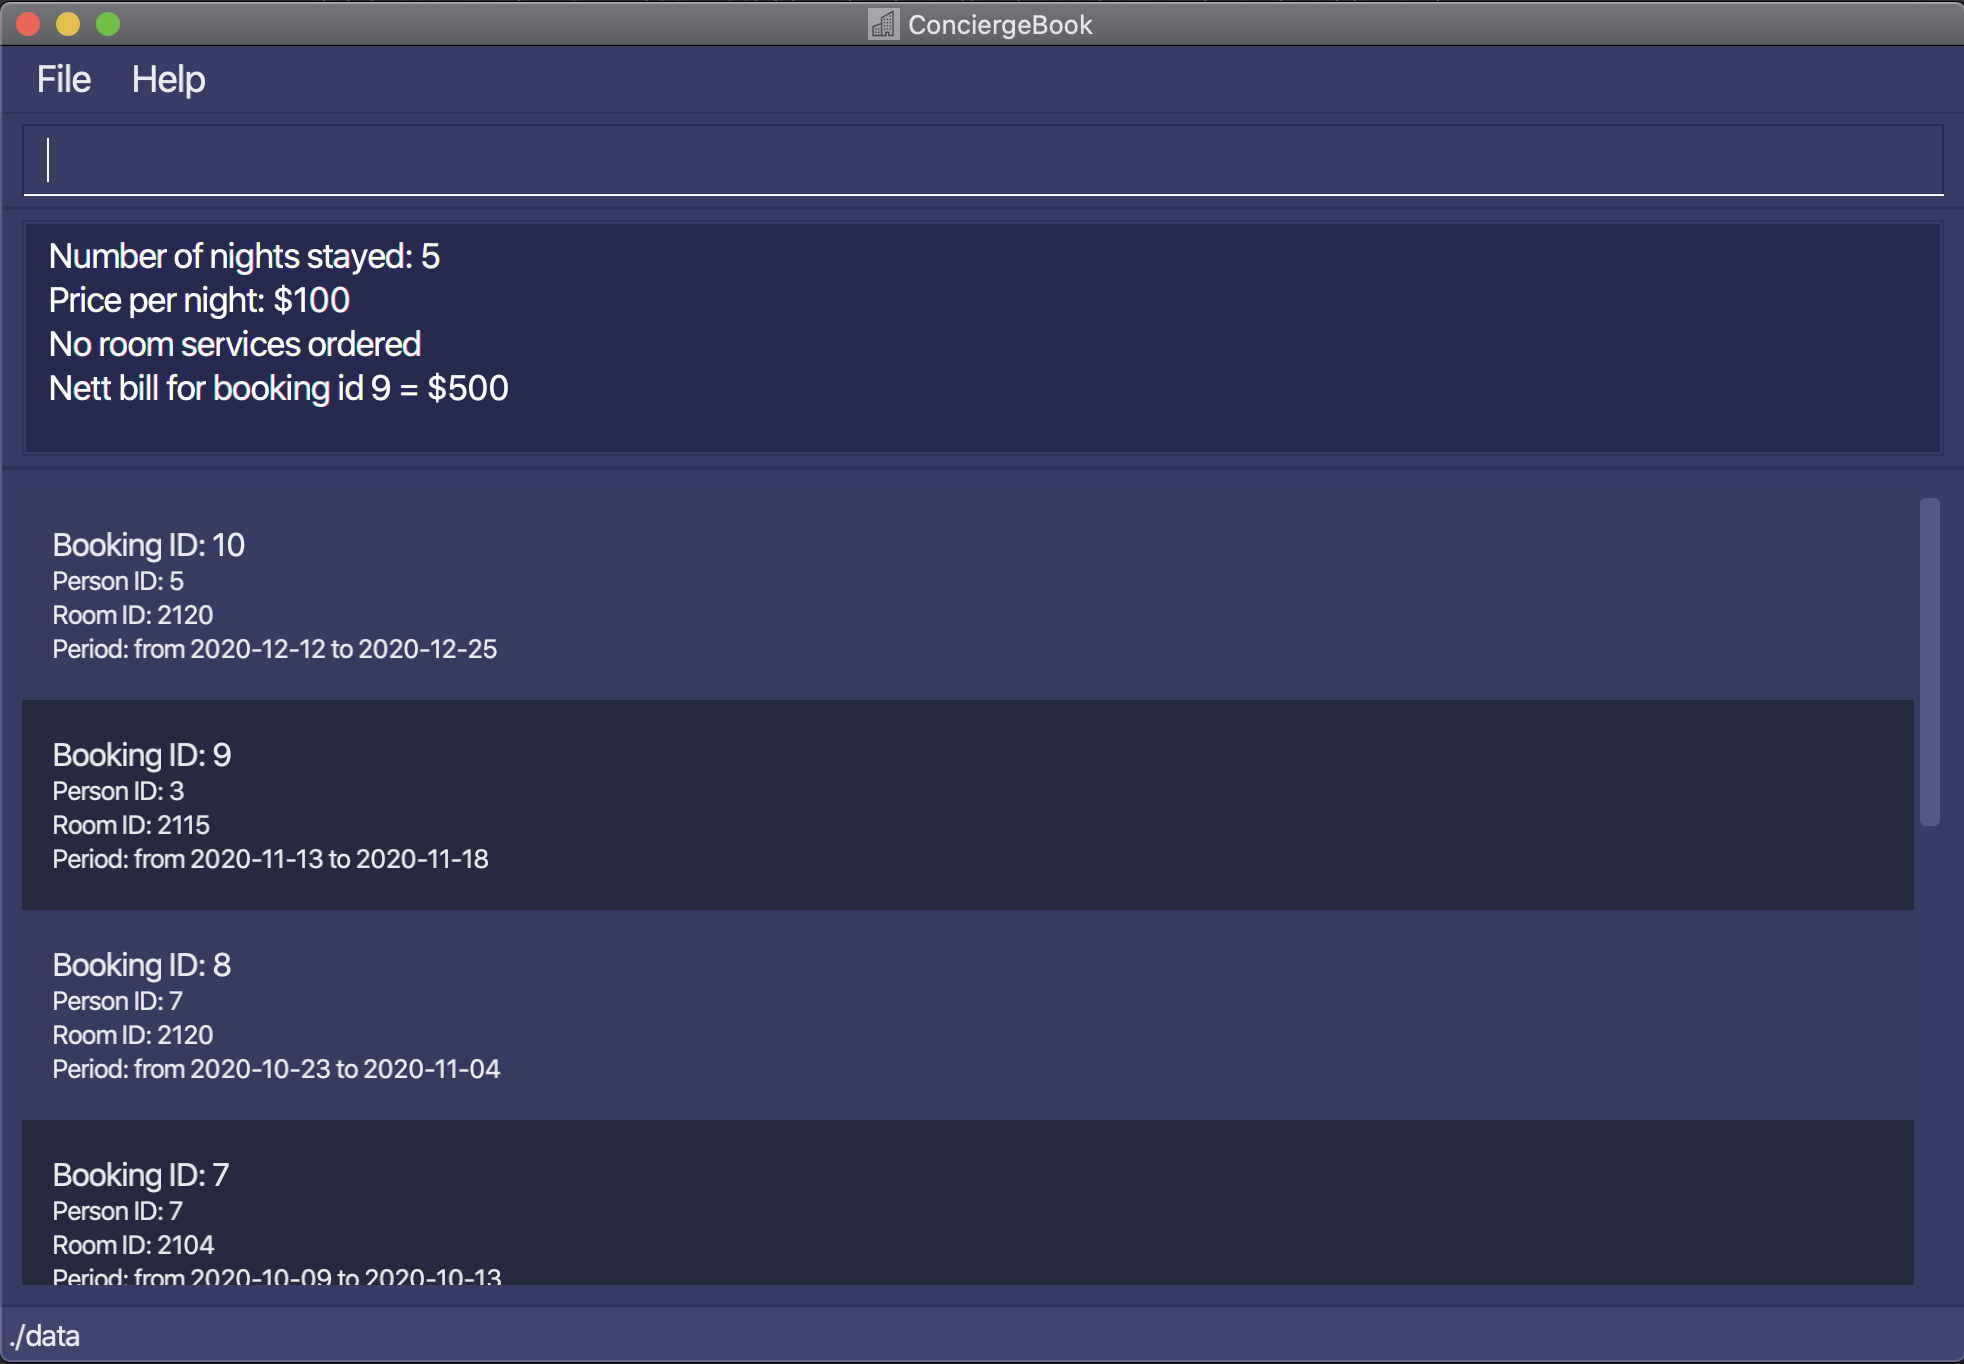 ConciergeBook
File Help
Number of nights stayed: 5
Price per night: $100
No room services ordered
Nett bill for booking id 9 = $500
Booking ID: 10
Person ID: 5
Room ID: 2120
Period: from 2020-12-12 to 2020-12-25
Booking ID: 9
Person ID: 3
Room ID: 2115
Period: from 2020-11-13 to 2020-11-18
Booking ID: 8
Person ID: 7
Room ID: 2120
Period: from 2020-10-23 to 2020-11-04
Booking ID: 7
Person ID: 7
Room ID: 2104
Period: from 2020-10-09 to 2020-10-13
./data